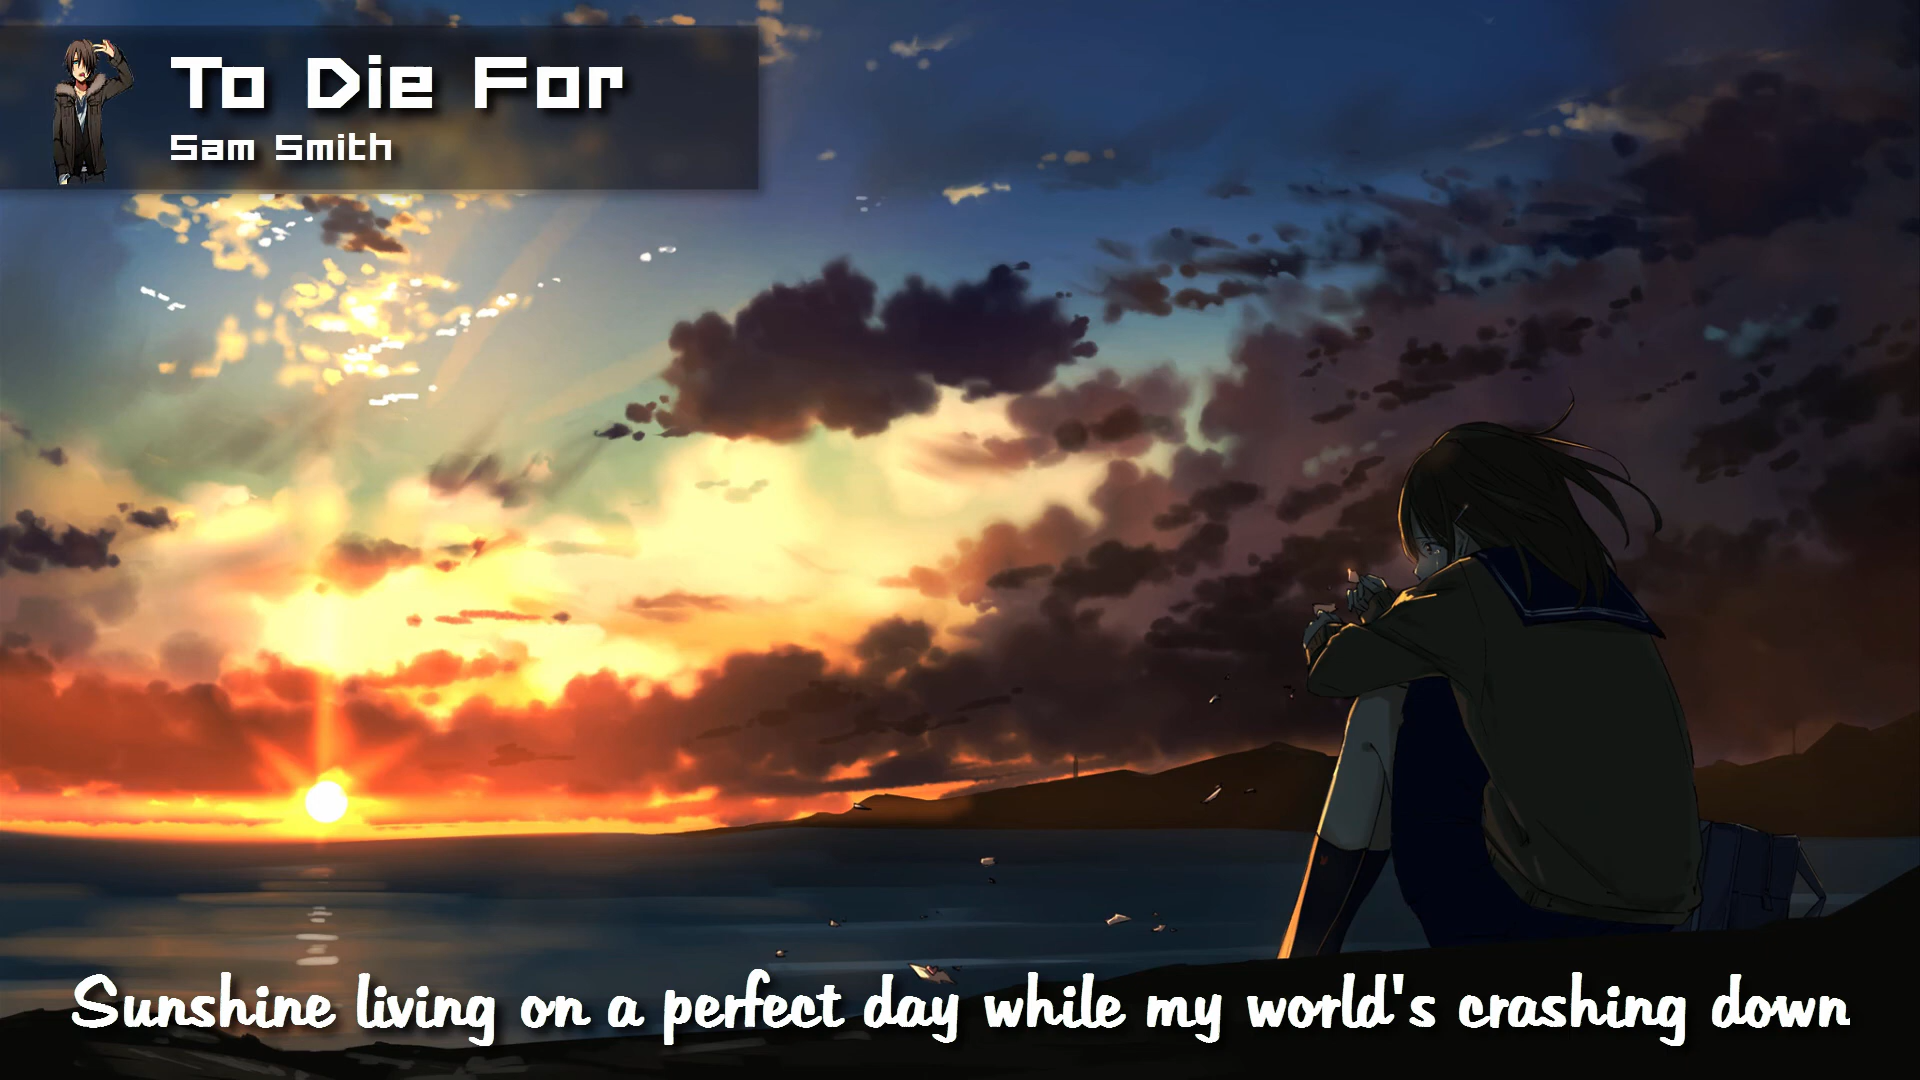 To Die For
Sam Smith
Sunshine living on a perfect day while my world's crashing down